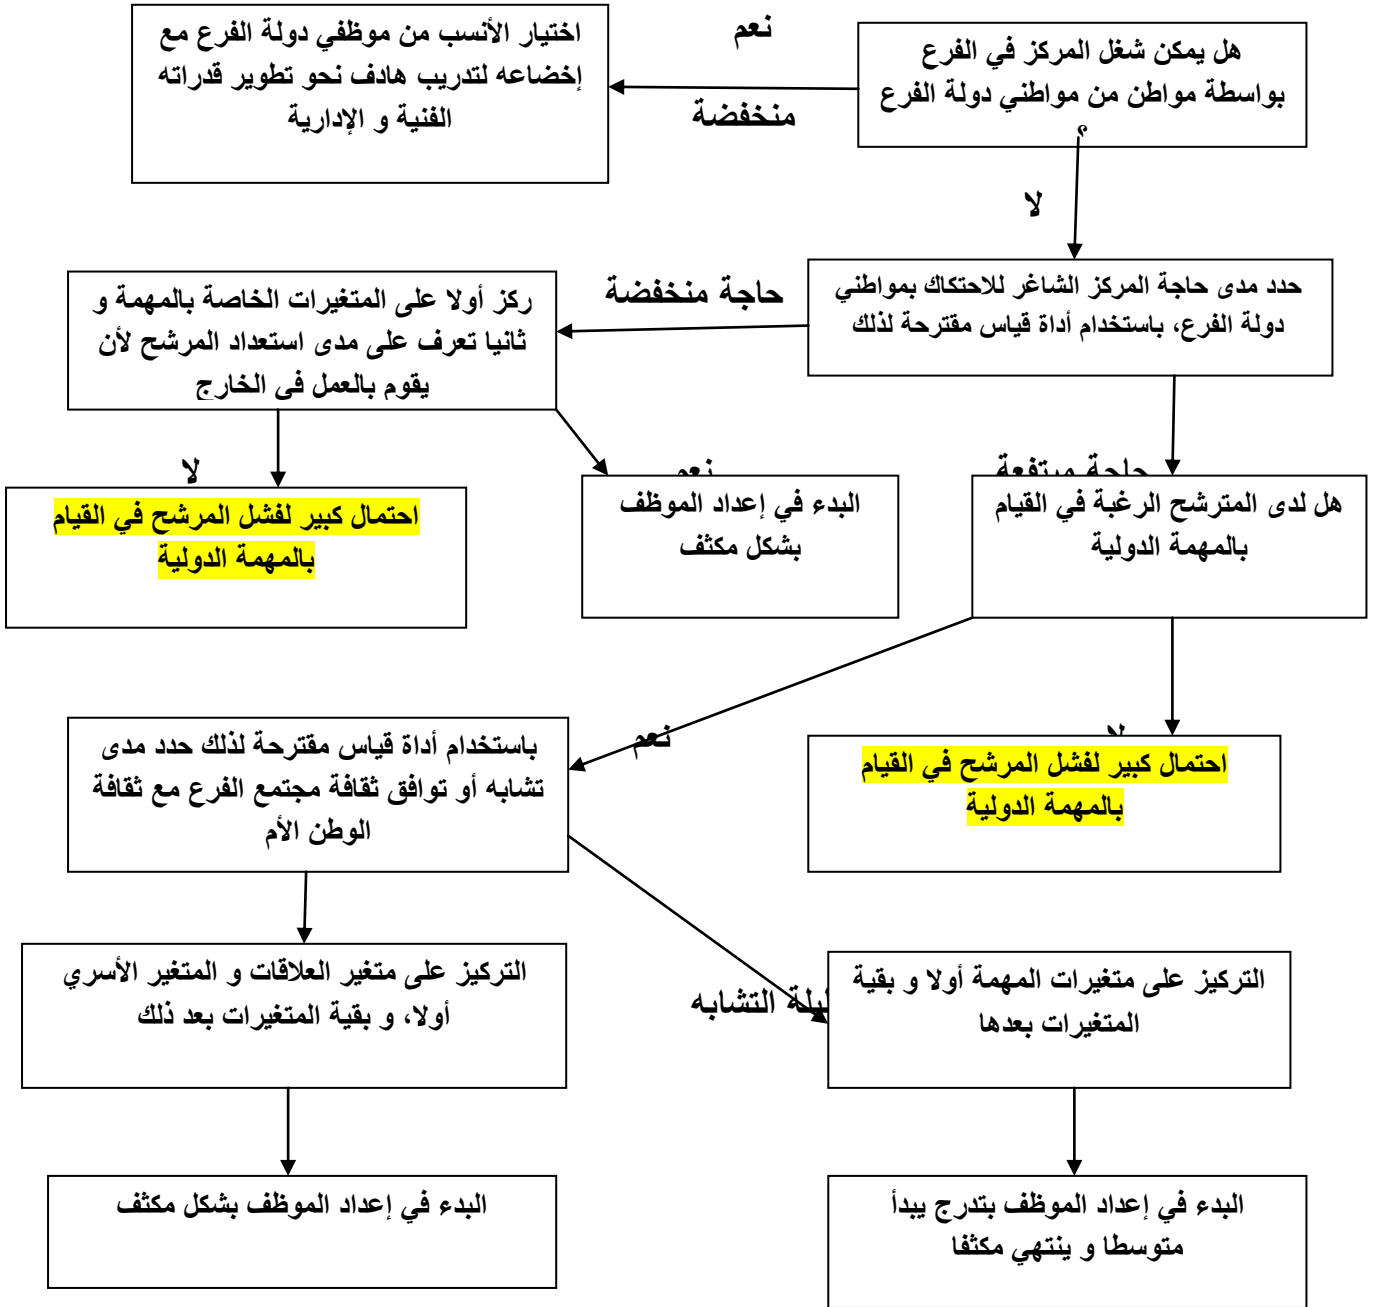 هل يمكن شغل المركز في الفرع
بواسطة مواطن من مواطني دولة الفرع
؟
نعم
منخفضة
اختيار الأنسب من موظفي دولة الفرع مع
إخضاعه لتدريب هادف نحو تطوير قدراته
الفنية و الإدارية
لا
حدد مدى حاجة المركز الشاغر للاحتكاك بمواطني
دولة الفرع، باستخدام أداة قياس مقترحة لذلك
حاجة منخفضة
ركز أولا على المتغيرات الخاصة بالمهمة و
ثانيا تعرف على مدى استعداد المرشح لأن
يقوم بالعمل في الخارج
حاجة مرتفعة
نعم
لا
هل لدى المترشح الرغبة في القيام
بالمهمة الدولية
البدء في إعداد الموظف
بشكل مكثف
احتمال كبير لفشل المرشح في القيام
بالمهمة الدولية
لا
نعم
احتمال كبير لفشل المرشح في القيام
بالمهمة الدولية
باستخدام أداة قياس مقترحة لذلك حدد مدى
تشابه أو توافق ثقافة مجتمع الفرع مع ثقافة
الوطن الأم
التركيز على متغيرات المهمة أولا و بقية
المتغيرات بعدها
التشابه
التركيز على متغير العلاقات و المتغير الأسري
أولا، و بقية المتغيرات بعد ذلك
البدء في إعداد الموظف بتدرج يبدأ
متوسطا و ينتهي مكثفا
البدء في إعداد الموظف بشكل مكثف